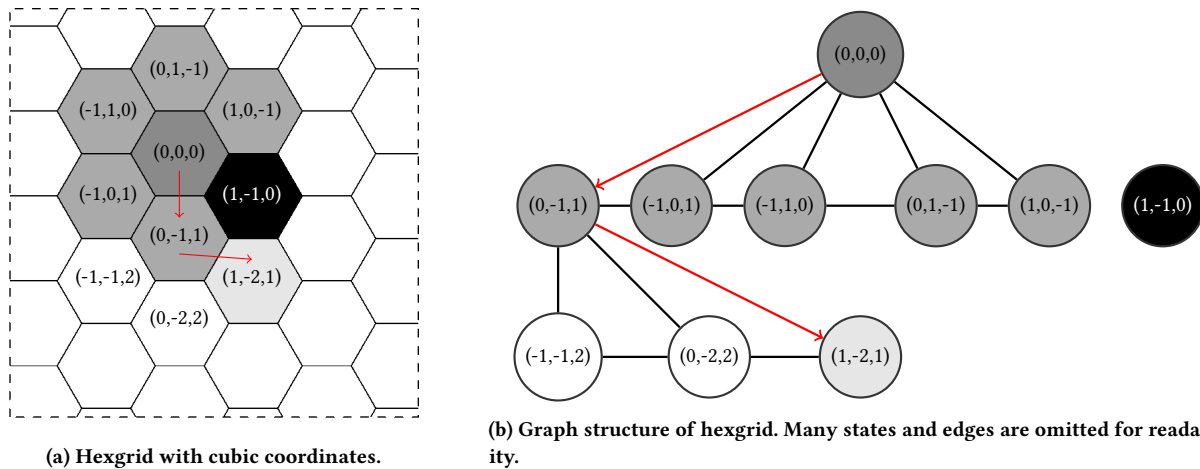 (0,1,-1)
(-1,1,0)
(1,0,-1)
(0,0,0)
(-1,0,1)
(1,-1,0)
(0,-1,1)
(-1,-1,2)
(1,-2,1)
(0,-2,2)
(a) Hexgrid with cubic coordinates.
(0,0,0)
(0,-1,1) (-1,0,1) (-1,1,0) (0,1,-1) (1,0,-1) (1,-1,0)
(-1,-1,2) (0,-2,2) (1,-2,1)
(b) Graph structure of hexgrid. Many states and edges are omitted for reada
ity.